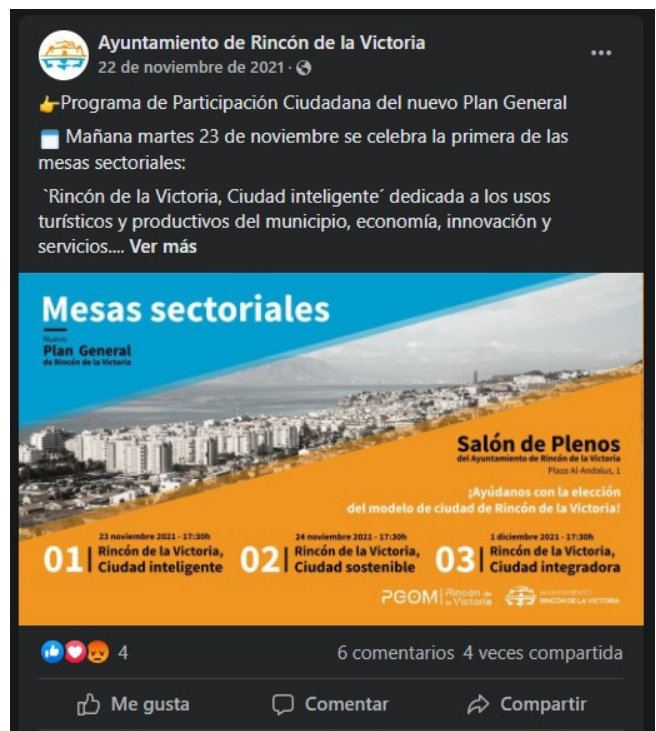 Ayuntamiento de Rincón de la Victoria
22 de noviembre de 2021 ·
👉Programa de Participación Ciudadana del nuevo Plan General
Mañana martes 23 de noviembre se celebra la primera de las
mesas sectoriales:
`Rincón de la Victoria, Ciudad inteligente´ dedicada a los usos
turísticos y productivos del municipio, economía, innovación y
servicios.... Ver más
Mesas sectoriales
Nuevo
Plan General
de Rincón de la Victoria
Salón de Plenos
del Ayuntamiento de Rincón de la Victoria
Plaza Al-Andalus, 1
¡Ayúdanos con la elección
del modelo de ciudad de Rincón de la Victoria!
23 noviembre 2021 - 17:30h
01 | Rincón de la Victoria,
Ciudad inteligente
24 noviembre 2021 - 17:30h
02 | Rincón de la Victoria,
Ciudad sostenible
1 diciembre 2021 - 17:30h
03 | Rincón de la Victoria,
Ciudad integradora
PGOM | Rincón de
la Victoria
AYUNTAMIENTO
RINCÓN DE LA VICTORIA
4
6 comentarios 4 veces compartida
Me gusta
Comentar
Compartir